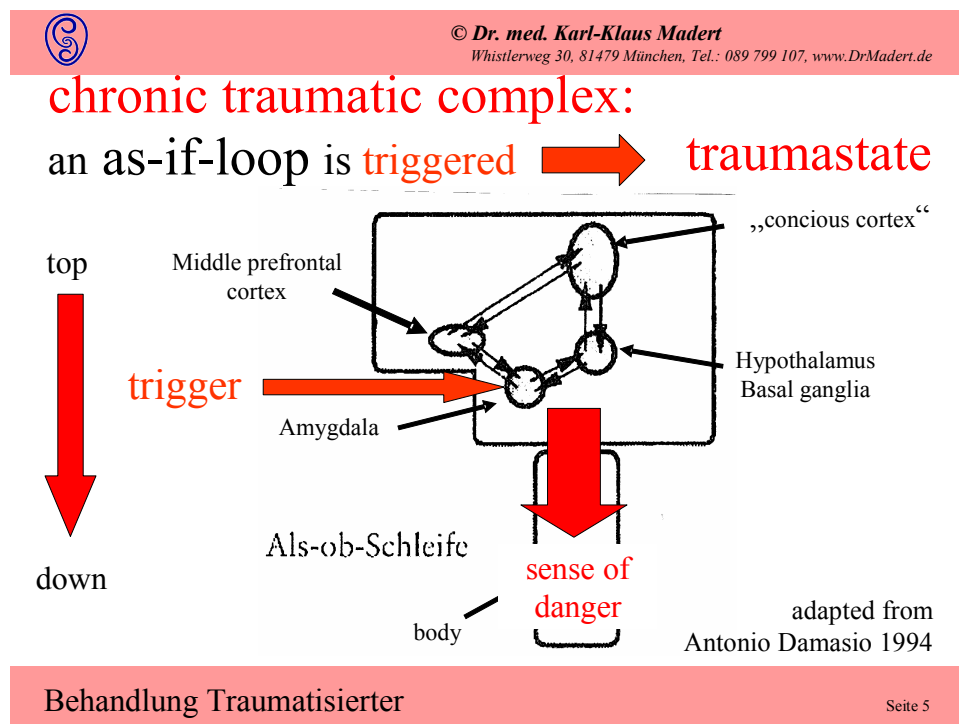 © Dr. med. Karl-Klaus Madert
Whistlerweg 30, 81479 München, Tel.: 089 799 107, www.DrMadert.de
chronic traumatic complex:
an as-if-loop is triggered
traumastate
„concious cortex“
top
Middle prefrontal
cortex
Hypothalamus
Basal ganglia
trigger
Amygdala
Als-ob-Schleife
sense of
danger
down
body
adapted from
Antonio Damasio 1994
Behandlung Traumatisierter
Seite 5